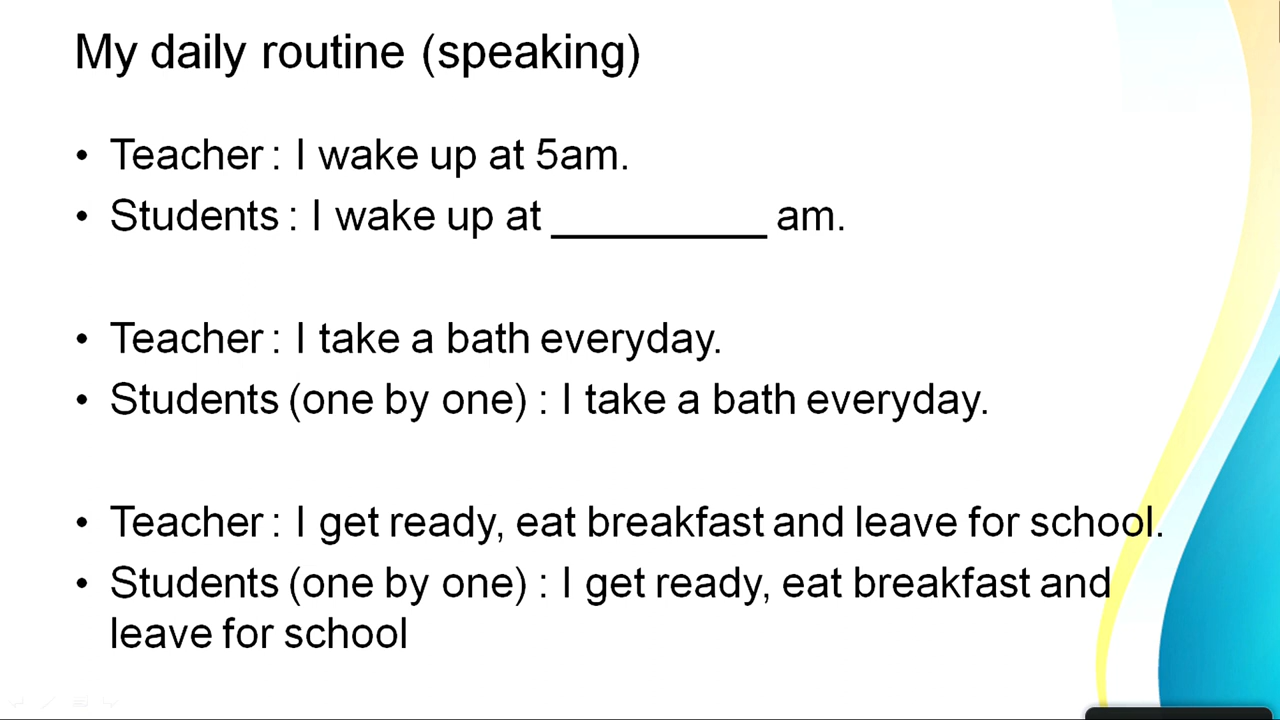 My daily routine (speaking)
• Teacher : I wake up at 5am.
• Students : I wake up at _________ am.
• Teacher : I take a bath everyday.
• Students (one by one) : I take a bath everyday.
• Teacher : I get ready, eat breakfast and leave for school.
• Students (one by one) : I get ready, eat breakfast and
leave for school